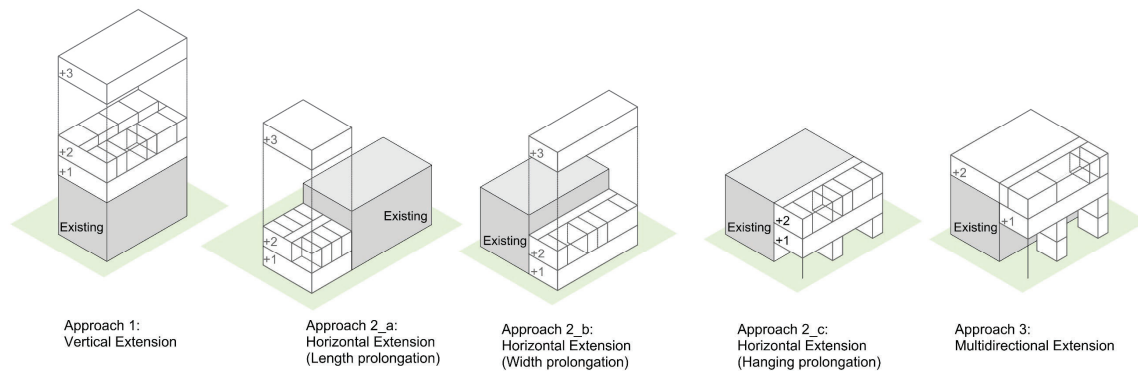 +3
+2
+1
Existing
Approach 1:
Vertical Extension
+3
+2
+1
Existing
Approach 2_a:
Horizontal Extension
(Length prolongation)
+3
+2
+1
Existing
Approach 2_b:
Horizontal Extension
(Width prolongation)
+2
+1
Existing
Approach 2_c:
Horizontal Extension
(Hanging prolongation)
+2
+1
Existing
Approach 3:
Multidirectional Extension